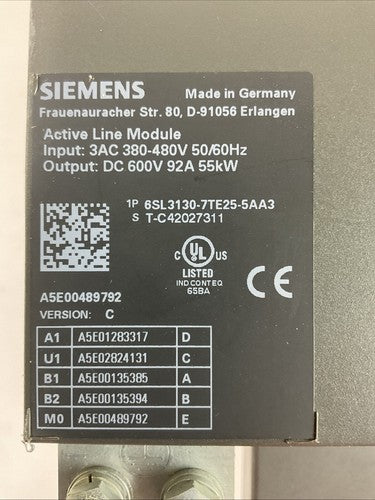 SIEMENS Made in Germany
Frauenauracher Str. 80, D-91056 Erlangen
Active Line Module
Input: 3AC 380-480V 50/60Hz
Output: DC 600V 92A 55kW
1P 6SL3130-7TE25-5AA3
S T-C42027311
C UL US
LISTED
IND CONT EQ
65BA
CE
A5E00489792
VERSION: C
A1 A5E01283317 D
U1 A5E02824131 C
B1 A5E00135385 A
B2 A5E00135394 B
M0 A5E00489792 E